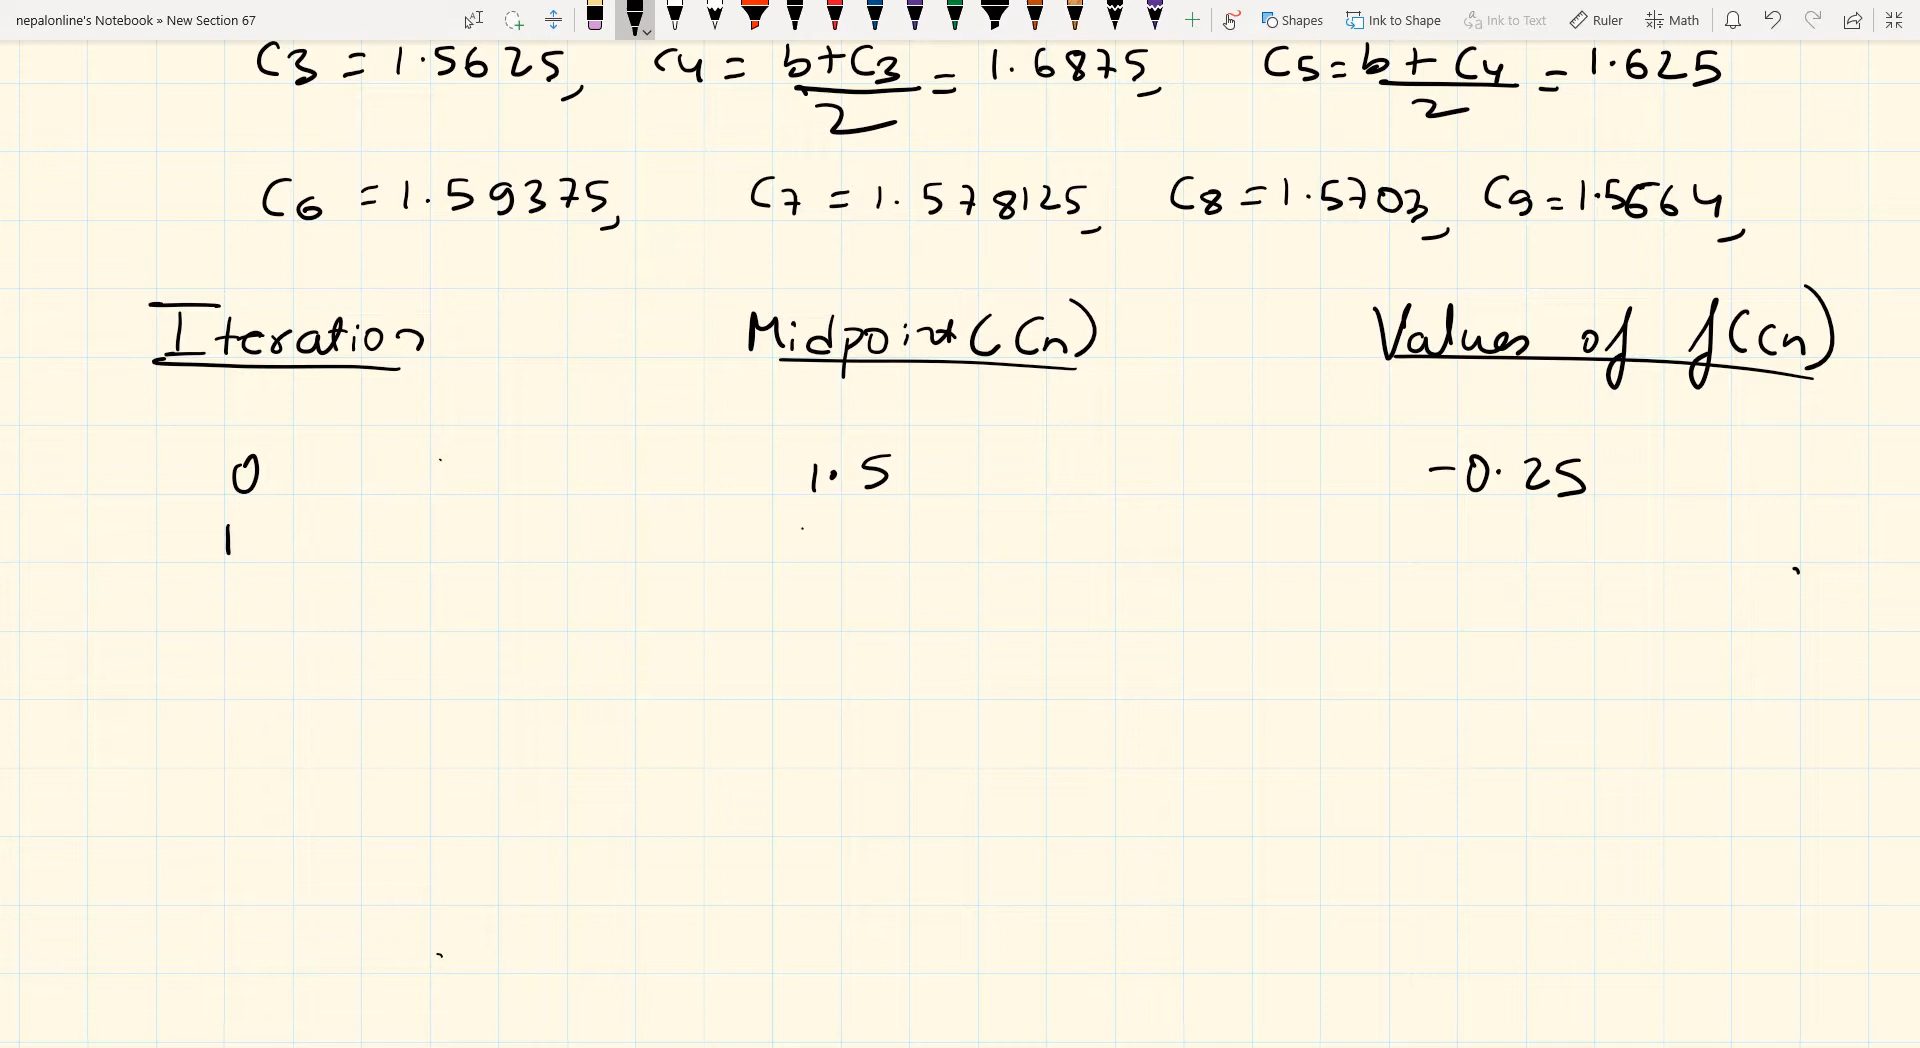 nepalonline's Notebook » New Section 67 Shapes Ink to Shape Ink to Text Ruler Math
C3 = 1.5625, C4 = b+C3/2 = 1.6875, C5 = b+C4/2 = 1.625
C6 = 1.59375, C7 = 1.578125, C8 = 1.5703, C9 = 1.5664,
Iteration Midpoint (Cn) Values of f(Cn)
0 1.5 -0.25
1